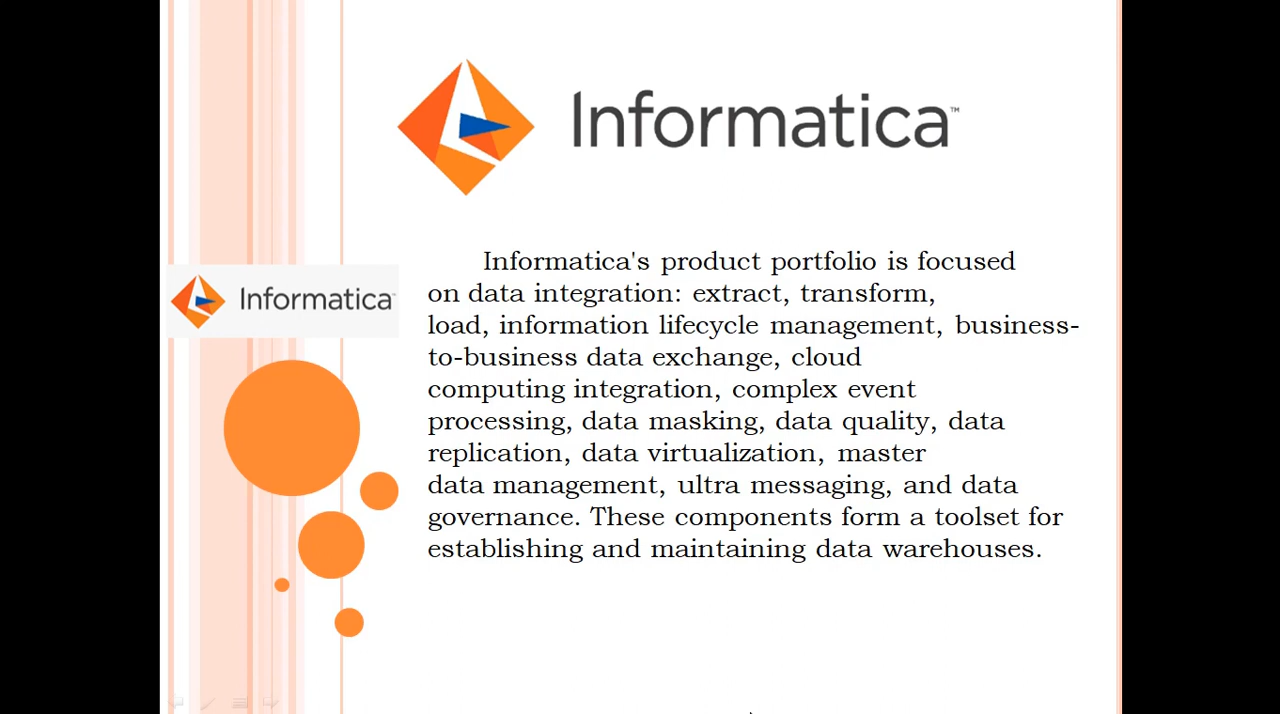 Informatica™
Informatica's product portfolio is focused
on data integration: extract, transform,
load, information lifecycle management, business-
to-business data exchange, cloud
computing integration, complex event
processing, data masking, data quality, data
replication, data virtualization, master
data management, ultra messaging, and data
governance. These components form a toolset for
establishing and maintaining data warehouses.
Informatica